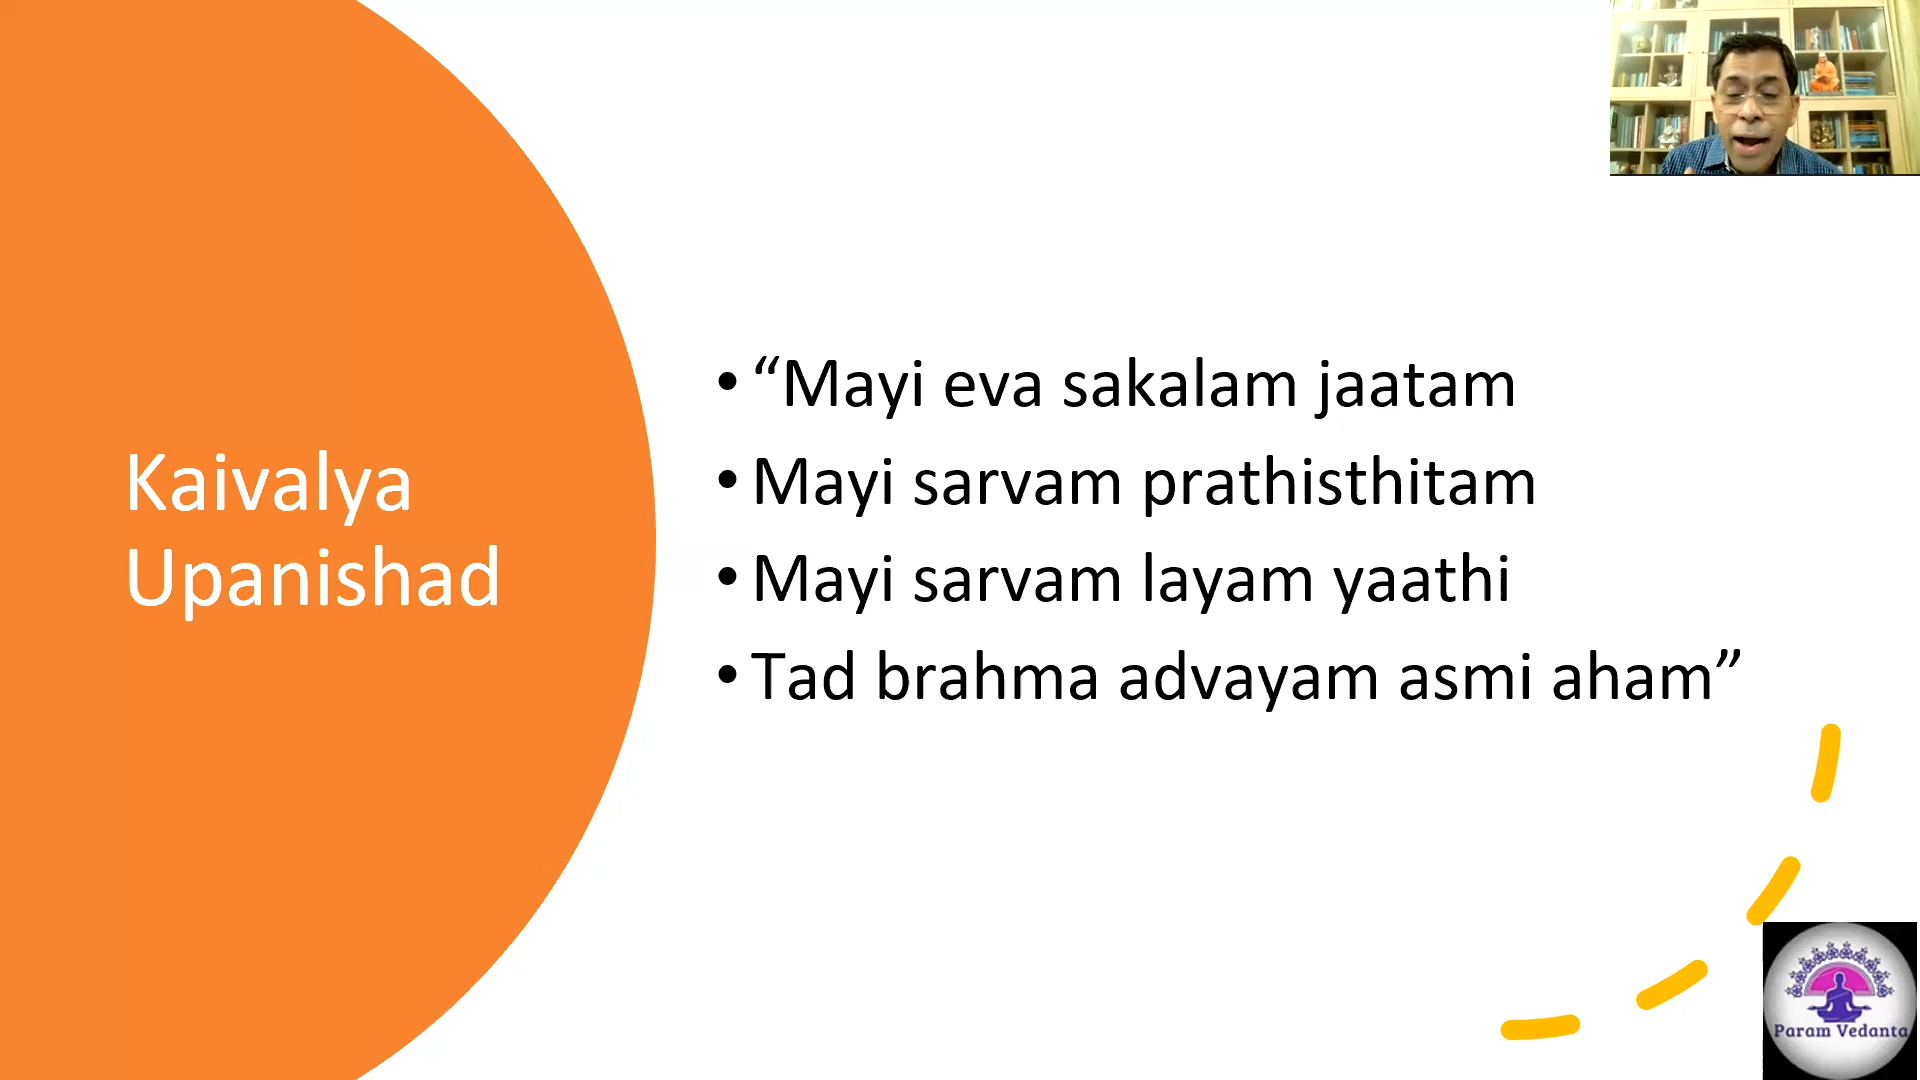 Kaivalya
Upanishad
• “Mayi eva sakalam jaatam
• Mayi sarvam prathisthitam
• Mayi sarvam layam yaathi
• Tad brahma advayam asmi aham”
Param Vedanta